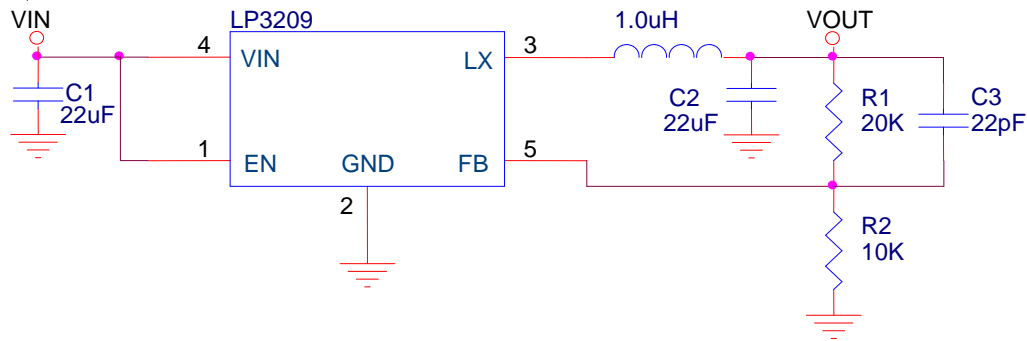 VIN
LP3209
1.0uH
VOUT
4
VIN
LX
3
C1
22uF
C2
22uF
R1
20K
C3
22pF
1
EN
GND
FB
5
2
R2
10K